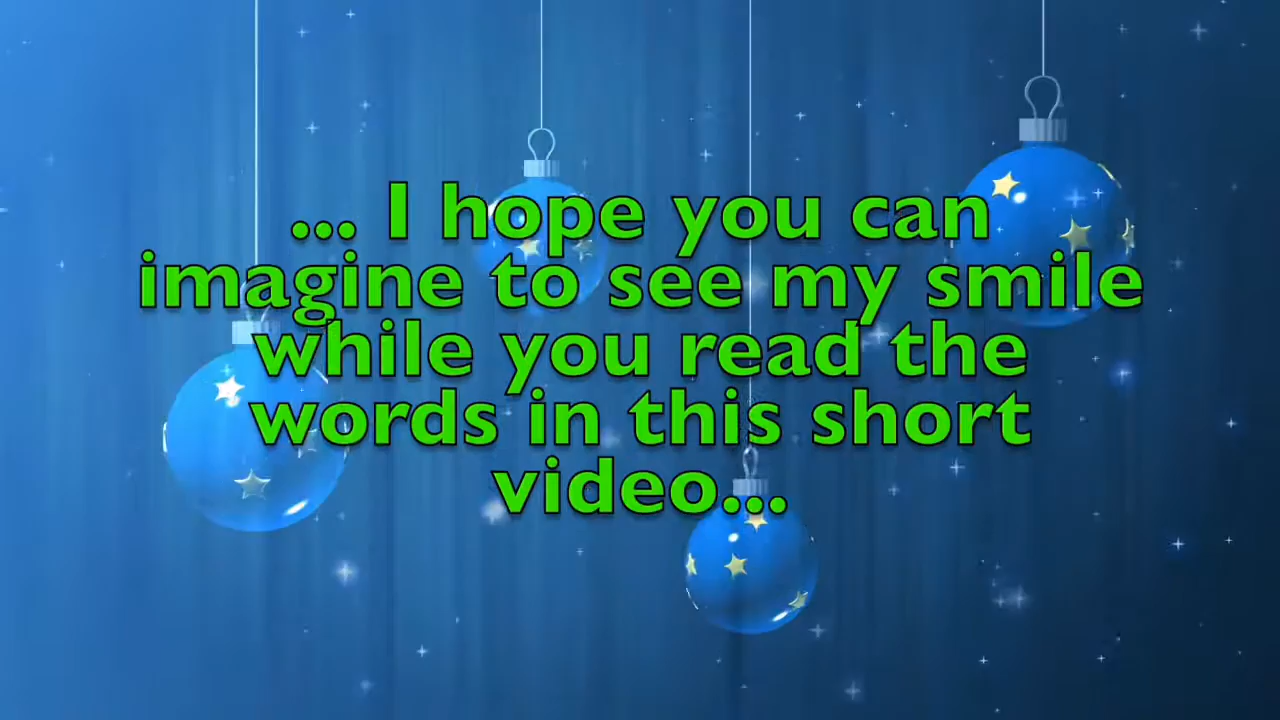 ... I hope you can
imagine to see my smile
while you read the
words in this short
video...